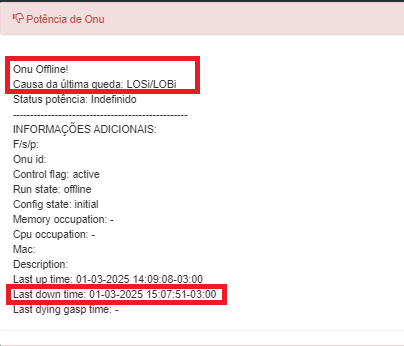 Potência de Onu
Onu Offline!
Causa da última queda: LOSi/LOBi
Status potência: Indefinido
--------------------------------------------------
INFORMAÇÕES ADICIONAIS:
F/s/p:
Onu id:
Control flag: active
Run state: offline
Config state: initial
Memory occupation: -
Cpu occupation: -
Mac:
Description:
Last up time: 01-03-2025 14:09:08-03:00
Last down time: 01-03-2025 15:07:51-03:00
Last dying gasp time: -